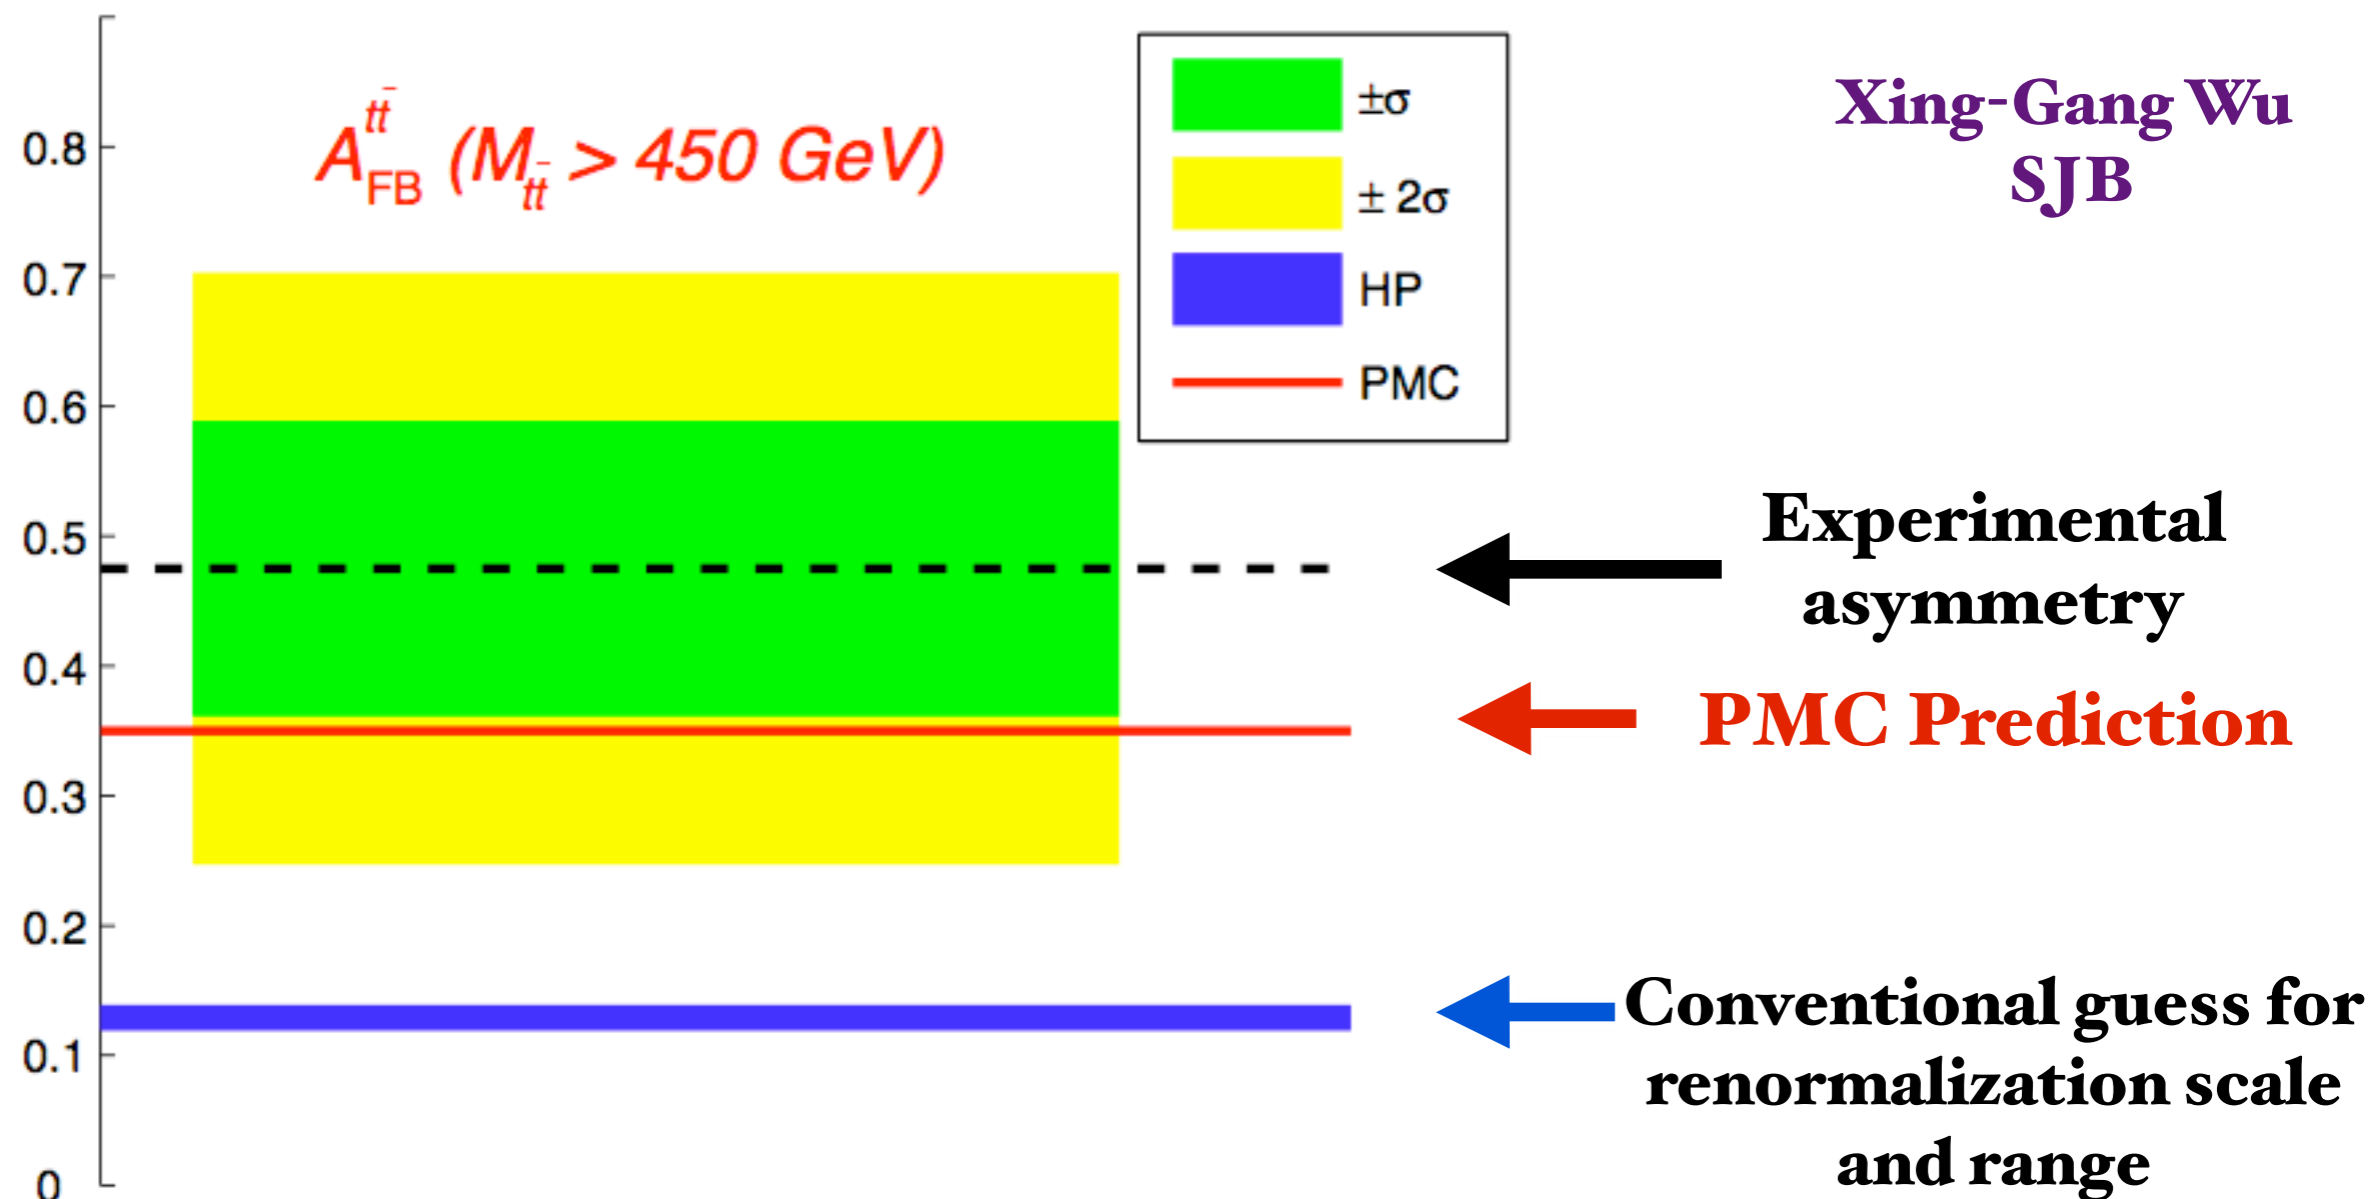 A_FB^{tt̄} (M_{tt̄} > 450 GeV)
±σ
± 2σ
HP
PMC
Xing-Gang Wu
SJB
0.8
0.7
0.6
0.5
0.4
0.3
0.2
0.1
0
Experimental
asymmetry
PMC Prediction
Conventional guess for
renormalization scale
and range